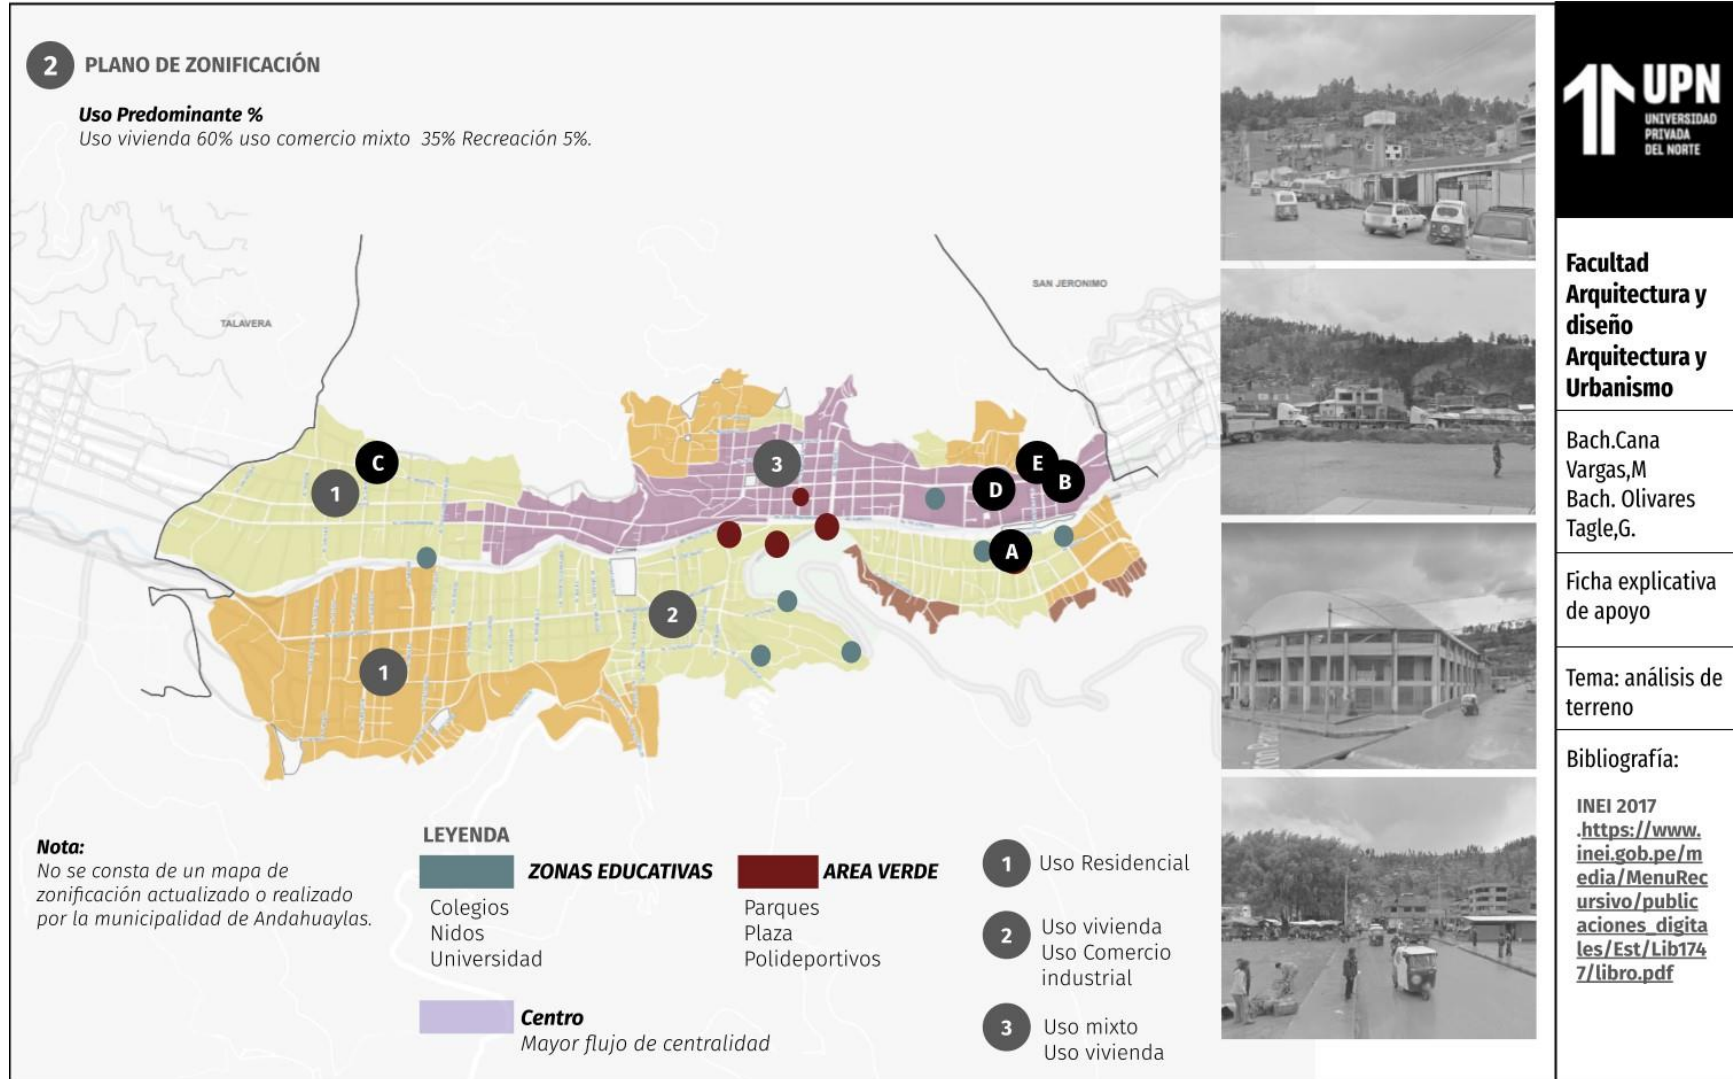 2 PLANO DE ZONIFICACIÓN
Uso Predominante %
Uso vivienda 60% uso comercio mixto 35% Recreación 5%.
TALAVERA
SAN JERONIMO
C
1
3
E
B
D
A
2
1
Nota:
No se consta de un mapa de
zonificación actualizado o realizado
por la municipalidad de Andahuaylas.
LEYENDA
ZONAS EDUCATIVAS
Colegios
Nidos
Universidad
AREA VERDE
Parques
Plaza
Polideportivos
Centro
Mayor flujo de centralidad
1 Uso Residencial
2 Uso vivienda
Uso Comercio
industrial
3 Uso mixto
Uso vivienda
UPN
UNIVERSIDAD
PRIVADA
DEL NORTE
Facultad
Arquitectura y
diseño
Arquitectura y
Urbanismo
Bach.Cana
Vargas,M
Bach. Olivares
Tagle,G.
Ficha explicativa
de apoyo
Tema: análisis de
terreno
Bibliografía:
INEI 2017
.https://www.
inei.gob.pe/m
edia/MenuRec
ursivo/public
aciones_digita
les/Est/Lib174
7/libro.pdf